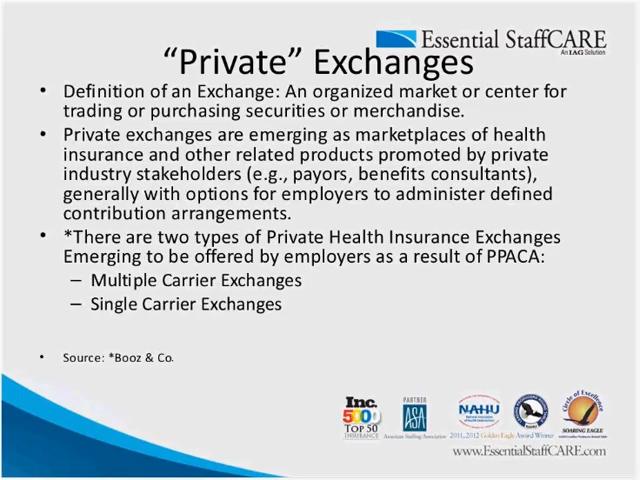 Essential StaffCARE
An IAG Solution
“Private” Exchanges
• Definition of an Exchange: An organized market or center for
trading or purchasing securities or merchandise.
• Private exchanges are emerging as marketplaces of health
insurance and other related products promoted by private
industry stakeholders (e.g., payors, benefits consultants),
generally with options for employers to administer defined
contribution arrangements.
• *There are two types of Private Health Insurance Exchanges
Emerging to be offered by employers as a result of PPACA:
– Multiple Carrier Exchanges
– Single Carrier Exchanges
• Source: *Booz & Co.
Inc.
5000
TOP 50
INSURANCE
PARTNER
ASA
American Staffing Association
NAHU
2011, 2012 Golden Eagle Award Winner
Circle of Excellence
SOARING EAGLE
www.EssentialStaffCARE.com